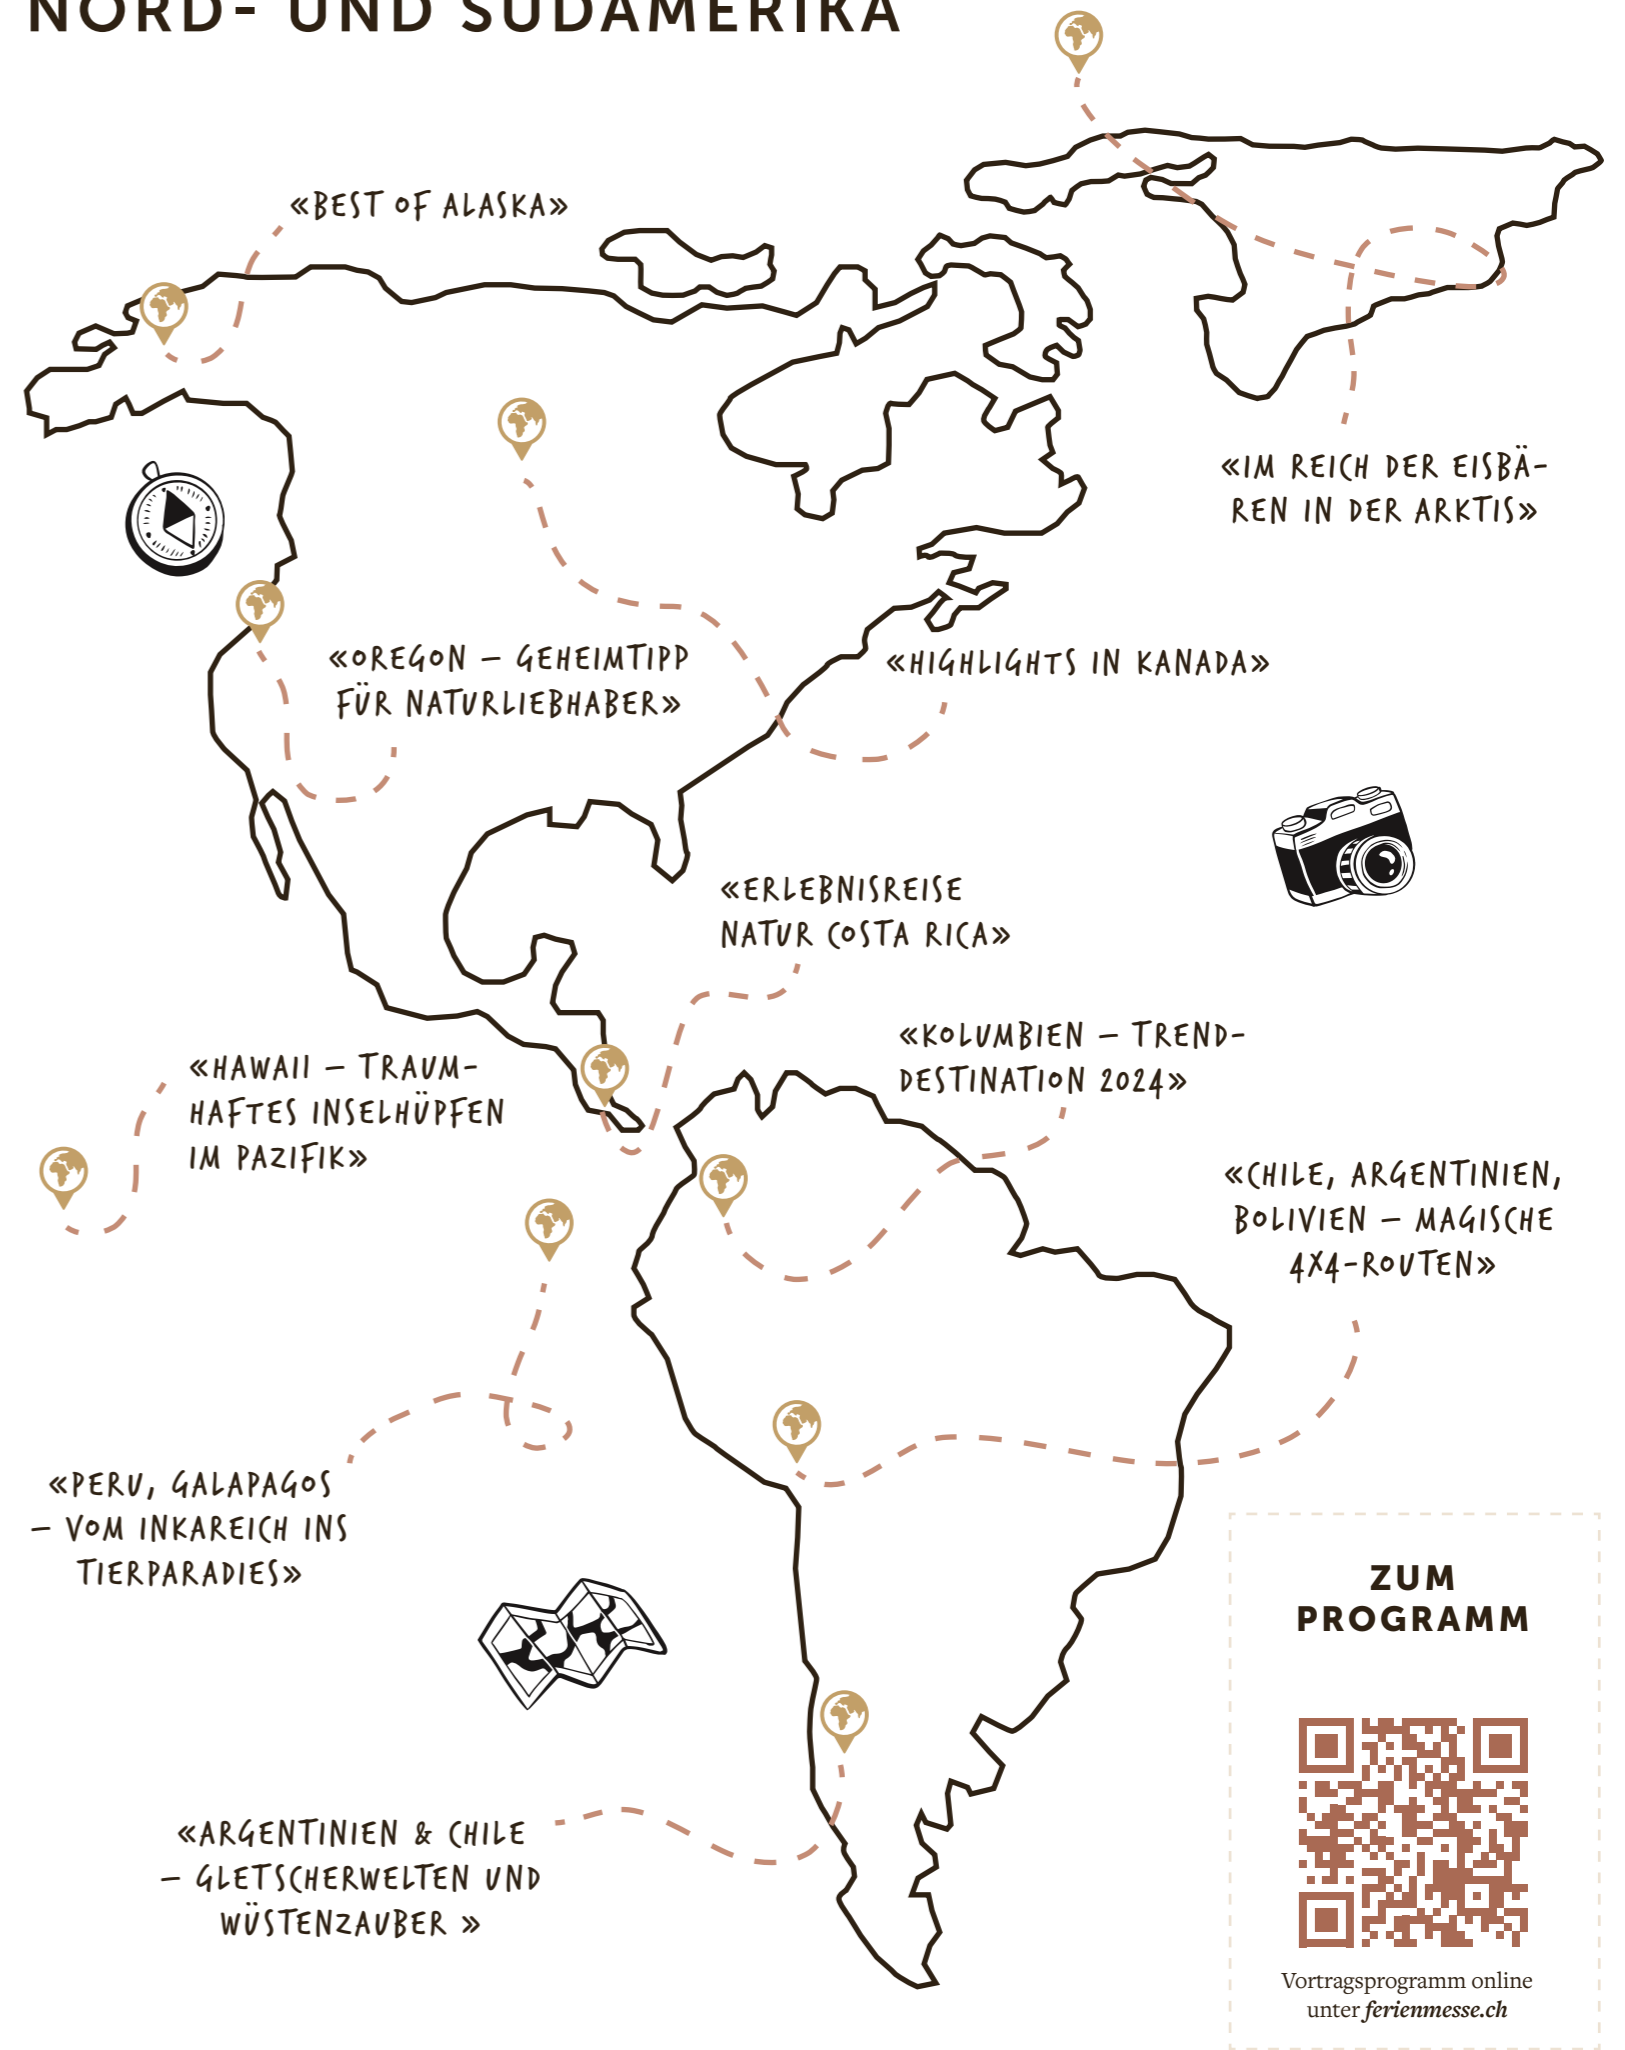 NORD- UND SÜDAMERIKA
«BEST OF ALASKA»
«IM REICH DER EISBÄ-
REN IN DER ARKTIS»
«OREGON – GEHEIMTIPP
FÜR NATURLIEBHABER»
«HIGHLIGHTS IN KANADA»
«ERLEBNISREISE
NATUR COSTA RICA»
«KOLUMBIEN – TREND-
DESTINATION 2024»
«HAWAII – TRAUM-
HAFTES INSELHÜPFEN
IM PAZIFIK»
«CHILE, ARGENTINIEN,
BOLIVIEN – MAGISCHE
4X4-ROUTEN»
«PERU, GALAPAGOS
– VOM INKAREICH INS
TIERPARADIES»
«ARGENTINIEN & CHILE
– GLETSCHERWELTEN UND
WÜSTENZAUBER »
ZUM
PROGRAMM
Vortragsprogramm online
unter ferienmesse.ch